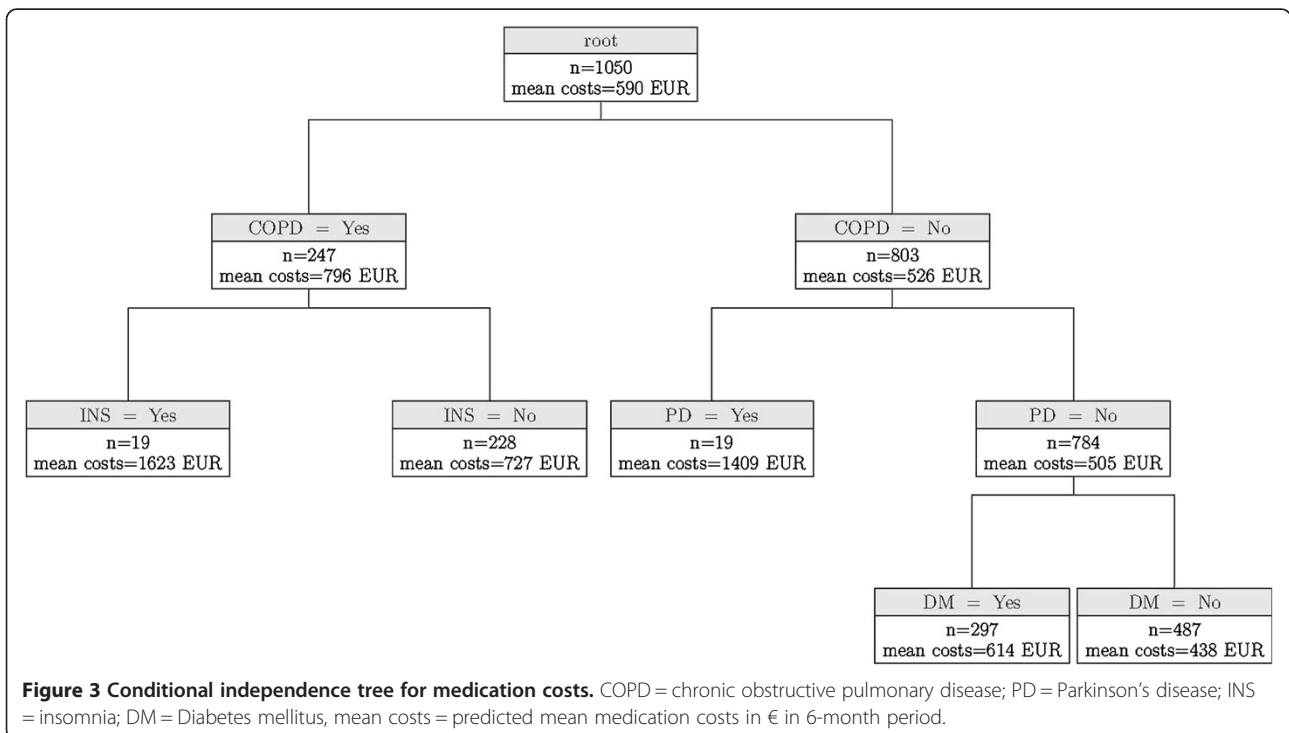 root
n=1050
mean costs=590 EUR
COPD = Yes
n=247
mean costs=796 EUR
COPD = No
n=803
mean costs=526 EUR
INS = Yes
n=19
mean costs=1623 EUR
INS = No
n=228
mean costs=727 EUR
PD = Yes
n=19
mean costs=1409 EUR
PD = No
n=784
mean costs=505 EUR
DM = Yes
n=297
mean costs=614 EUR
DM = No
n=487
mean costs=438 EUR
Figure 3 Conditional independence tree for medication costs. COPD = chronic obstructive pulmonary disease; PD = Parkinson's disease; INS
= insomnia; DM = Diabetes mellitus, mean costs = predicted mean medication costs in € in 6-month period.